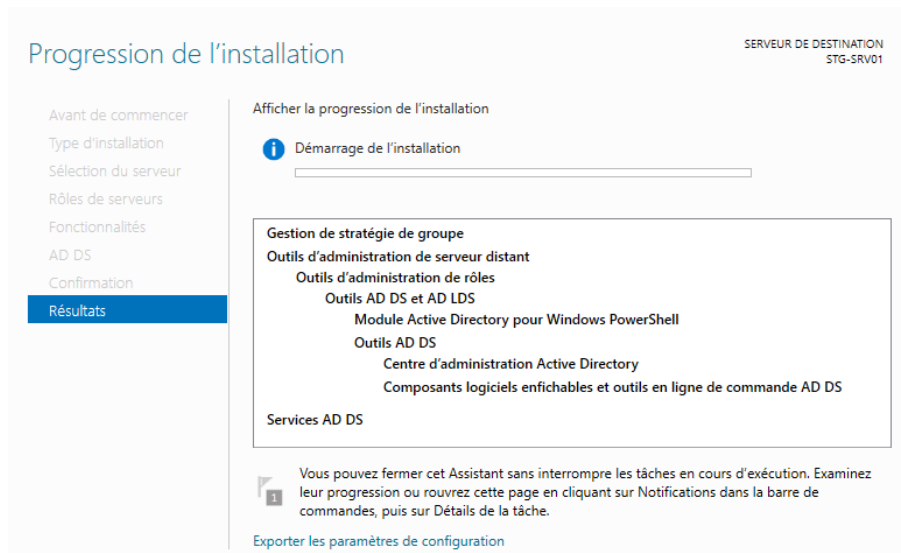 Progression de l’installation
SERVEUR DE DESTINATION
STG-SRV01
Avant de commencer
Type d’installation
Sélection du serveur
Rôles de serveurs
Fonctionnalités
AD DS
Confirmation
Résultats
Afficher la progression de l’installation
Démarrage de l’installation
Gestion de stratégie de groupe
Outils d’administration de serveur distant
Outils d’administration de rôles
Outils AD DS et AD LDS
Module Active Directory pour Windows PowerShell
Outils AD DS
Centre d’administration Active Directory
Composants logiciels enfichables et outils en ligne de commande AD DS
Services AD DS
1
Vous pouvez fermer cet Assistant sans interrompre les tâches en cours d’exécution. Examinez
leur progression ou rouvrez cette page en cliquant sur Notifications dans la barre de
commandes, puis sur Détails de la tâche.
Exporter les paramètres de configuration